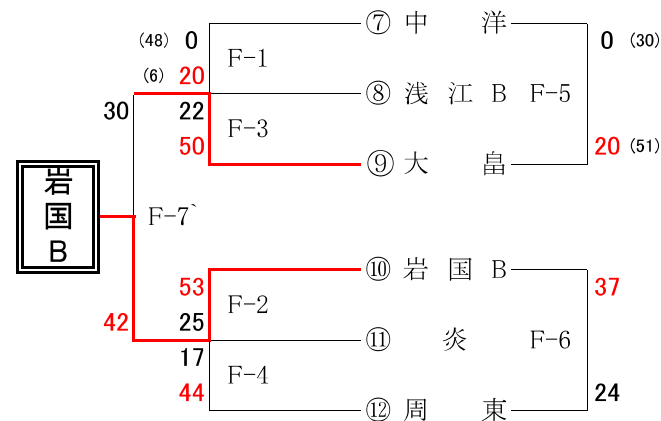 ⑦ 中 洋
(48) 0
0 (30)
F-1
(6) 20
⑧ 浅 江 B F-5
30
22
F-3
50
⑨ 大 畠
20 (51)
岩国B
F-7`
⑩ 岩 国 B
53
37
F-2
42
25
⑪ 炎 F-6
17
F-4
44
24
⑫ 周 東